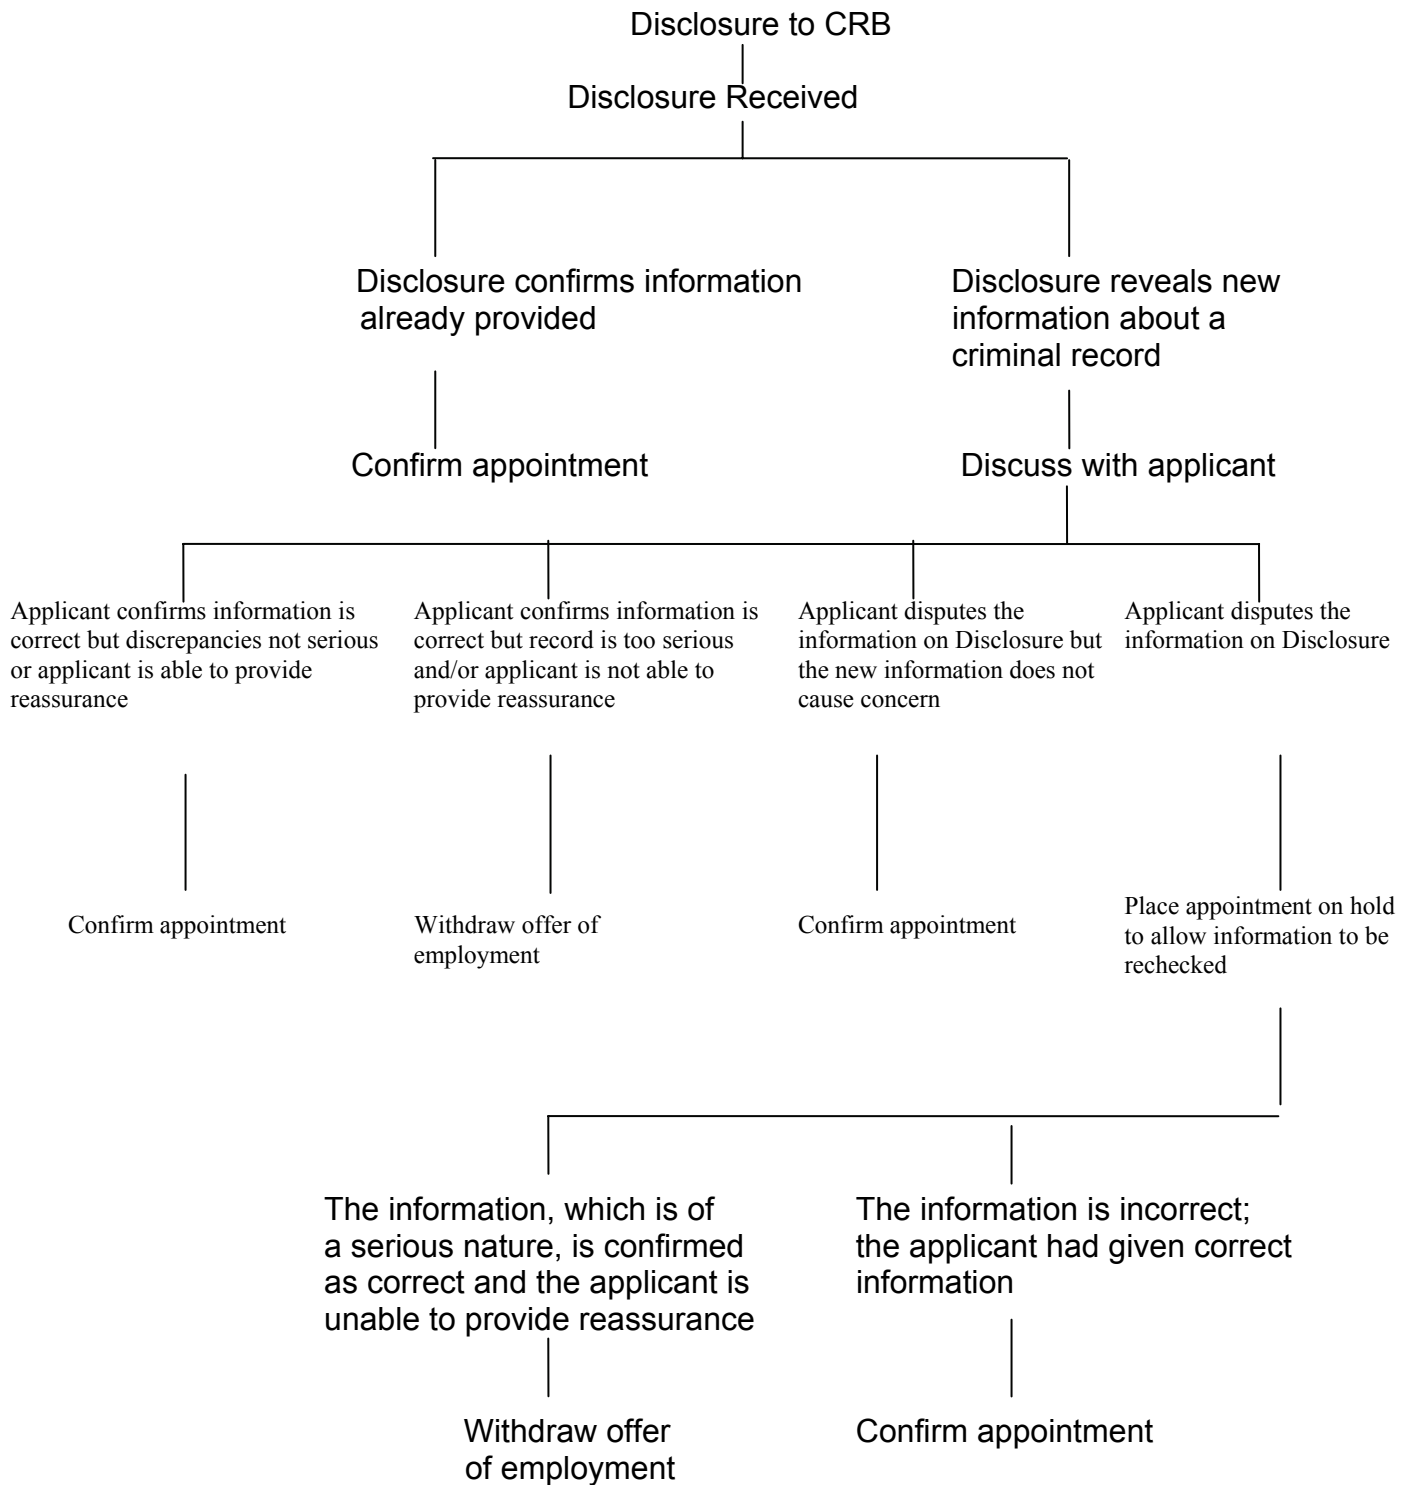 Disclosure to CRB
Disclosure Received
Disclosure confirms information
already provided
Disclosure reveals new
information about a
criminal record
Confirm appointment
Discuss with applicant
Applicant confirms information is
correct but discrepancies not serious
or applicant is able to provide
reassurance
Applicant confirms information is
correct but record is too serious
and/or applicant is not able to
provide reassurance
Applicant disputes the
information on Disclosure but
the new information does not
cause concern
Applicant disputes the
information on Disclosure
Confirm appointment
Withdraw offer of
employment
Confirm appointment
Place appointment on hold
to allow information to be
rechecked
The information, which is of
a serious nature, is confirmed
as correct and the applicant is
unable to provide reassurance
The information is incorrect;
the applicant had given correct
information
Withdraw offer
of employment
Confirm appointment